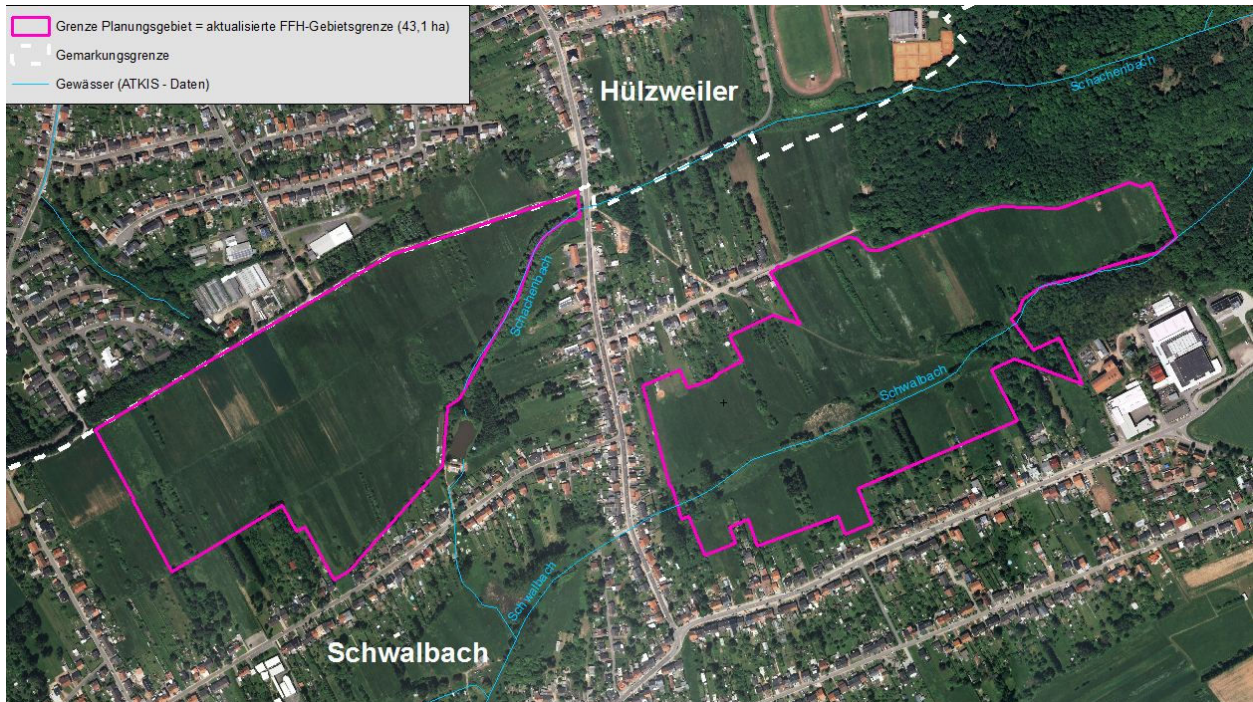 Grenze Planungsgebiet = aktualisierte FFH-Gebietsgrenze (43,1 ha)
Gemarkungsgrenze
Gewässer (ATKIS - Daten)
Hülzweiler
Schachenbach
Schachenbach
Schwalbach
Schwalbach
Schwalbach